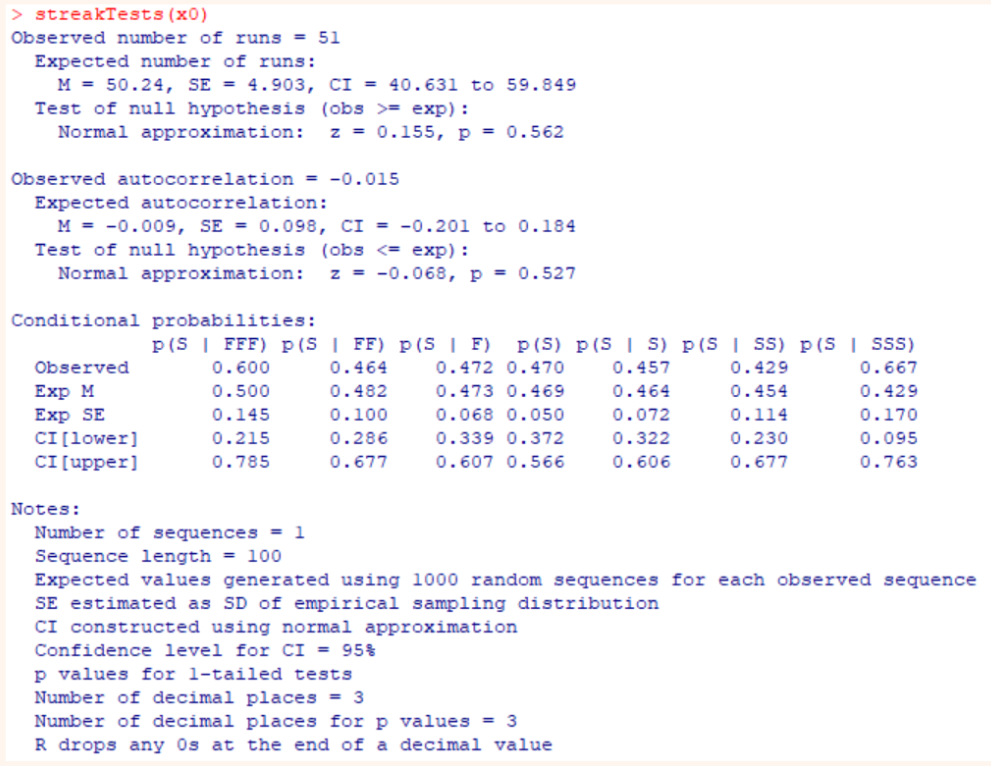 > streakTests(x0)
Observed number of runs = 51
  Expected number of runs:
    M = 50.24, SE = 4.903, CI = 40.631 to 59.849
  Test of null hypothesis (obs >= exp):
    Normal approximation:  z = 0.155, p = 0.562

Observed autocorrelation = -0.015
  Expected autocorrelation:
    M = -0.009, SE = 0.098, CI = -0.201 to 0.184
  Test of null hypothesis (obs <= exp):
    Normal approximation:  z = -0.068, p = 0.527

Conditional probabilities:
            p(S | FFF) p(S | FF) p(S | F)  p(S) p(S | S) p(S | SS) p(S | SSS)
  Observed       0.600     0.464    0.472 0.470    0.457     0.429      0.667
  Exp M          0.500     0.482    0.473 0.469    0.464     0.454      0.429
  Exp SE         0.145     0.100    0.068 0.050    0.072     0.114      0.170
  CI[lower]      0.215     0.286    0.339 0.372    0.322     0.230      0.095
  CI[upper]      0.785     0.677    0.607 0.566    0.606     0.677      0.763

Notes:
  Number of sequences = 1
  Sequence length = 100
  Expected values generated using 1000 random sequences for each observed sequence
  SE estimated as SD of empirical sampling distribution
  CI constructed using normal approximation
  Confidence level for CI = 95%
  p values for 1-tailed tests
  Number of decimal places = 3
  Number of decimal places for p values = 3
  R drops any 0s at the end of a decimal value